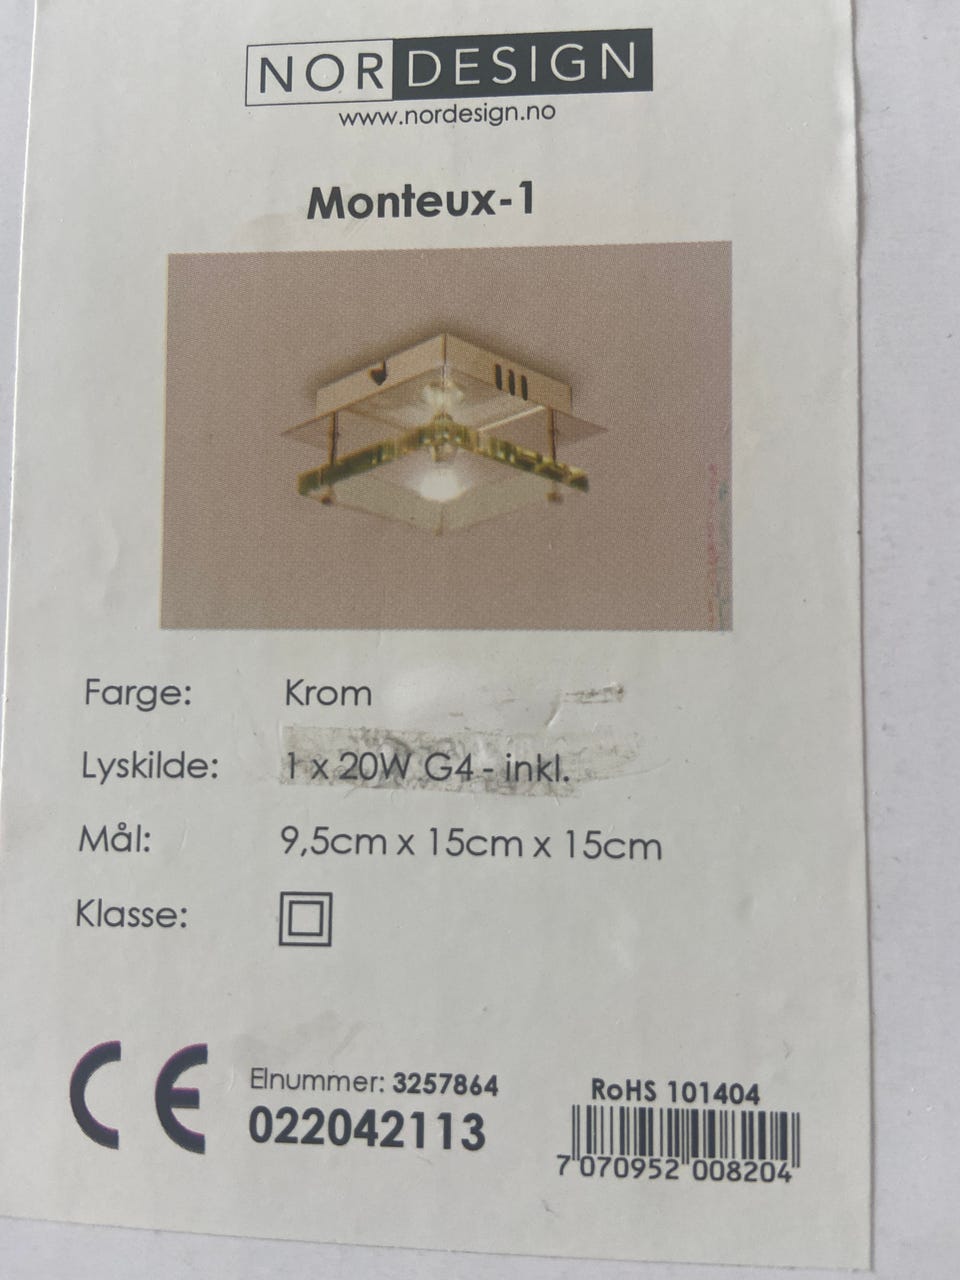 NORDESIGN
www.nordesign.no
Monteux-1
Farge: Krom
Lyskilde: 1 x 20W G4 - inkl.
Mål: 9,5cm x 15cm x 15cm
Klasse:
CE Elnummer: 3257864
022042113
RoHS 101404
7 070952 008204